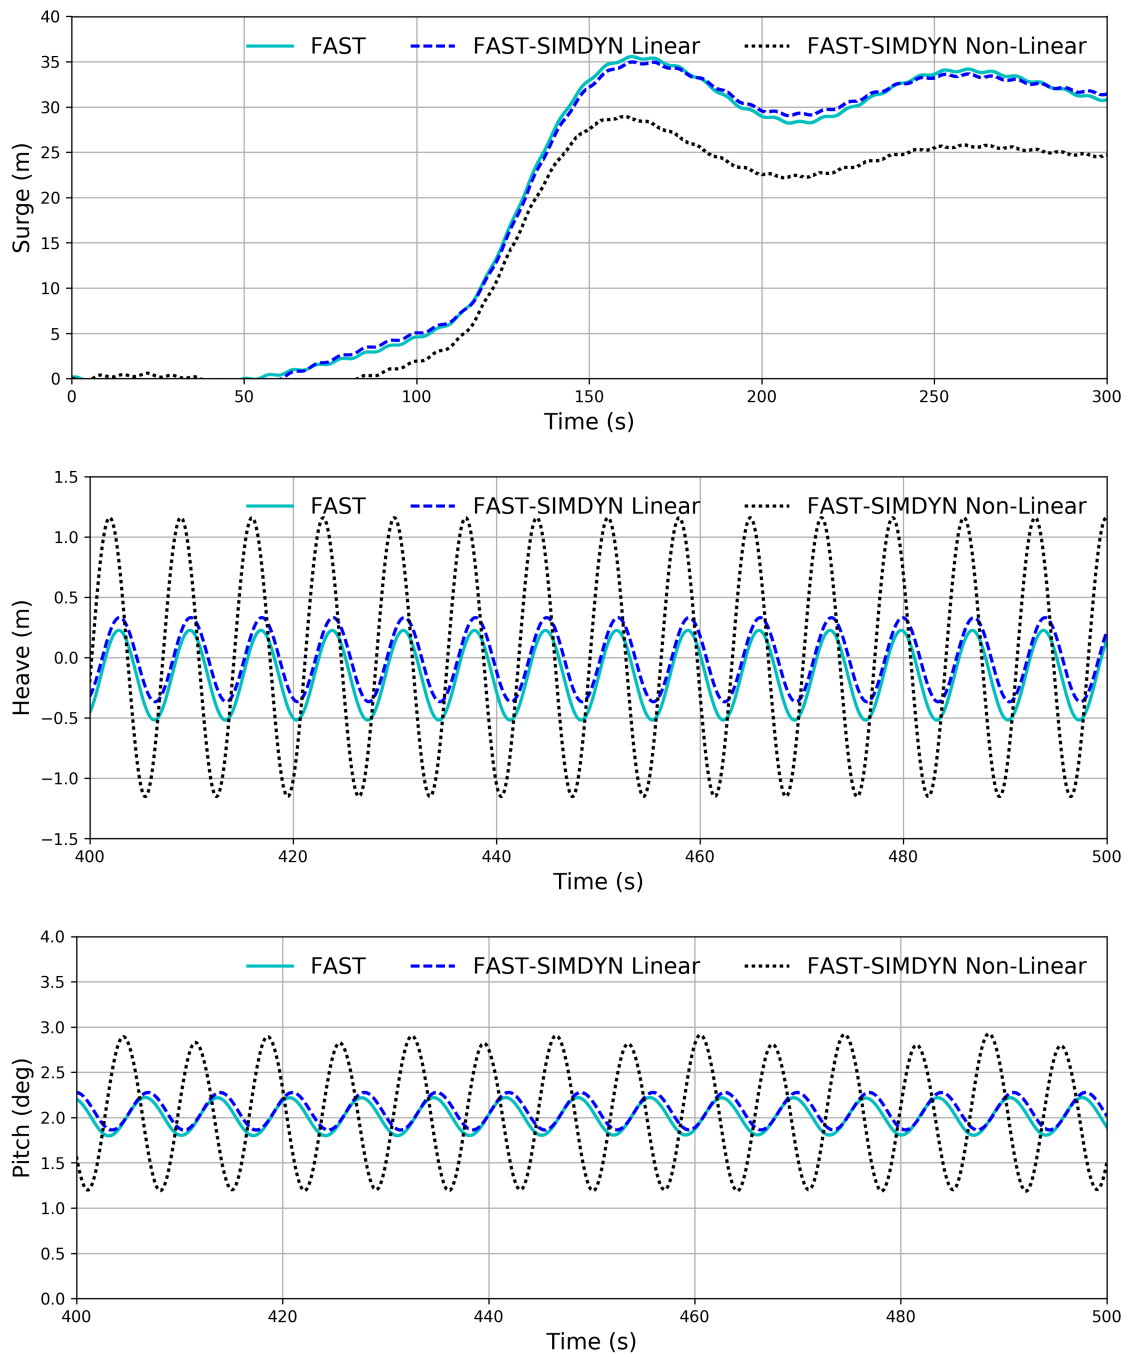 40
FAST FAST-SIMDYN Linear FAST-SIMDYN Non-Linear
35
30
25
20
15
10
5
0
Surge (m)
0 50 100 150 200 250 300
Time (s)
1.5
FAST FAST-SIMDYN Linear FAST-SIMDYN Non-Linear
1.0
0.5
0.0
−0.5
−1.0
−1.5
Heave (m)
400 420 440 460 480 500
Time (s)
4.0
FAST FAST-SIMDYN Linear FAST-SIMDYN Non-Linear
3.5
3.0
2.5
2.0
1.5
1.0
0.5
0.0
Pitch (deg)
400 420 440 460 480 500
Time (s)